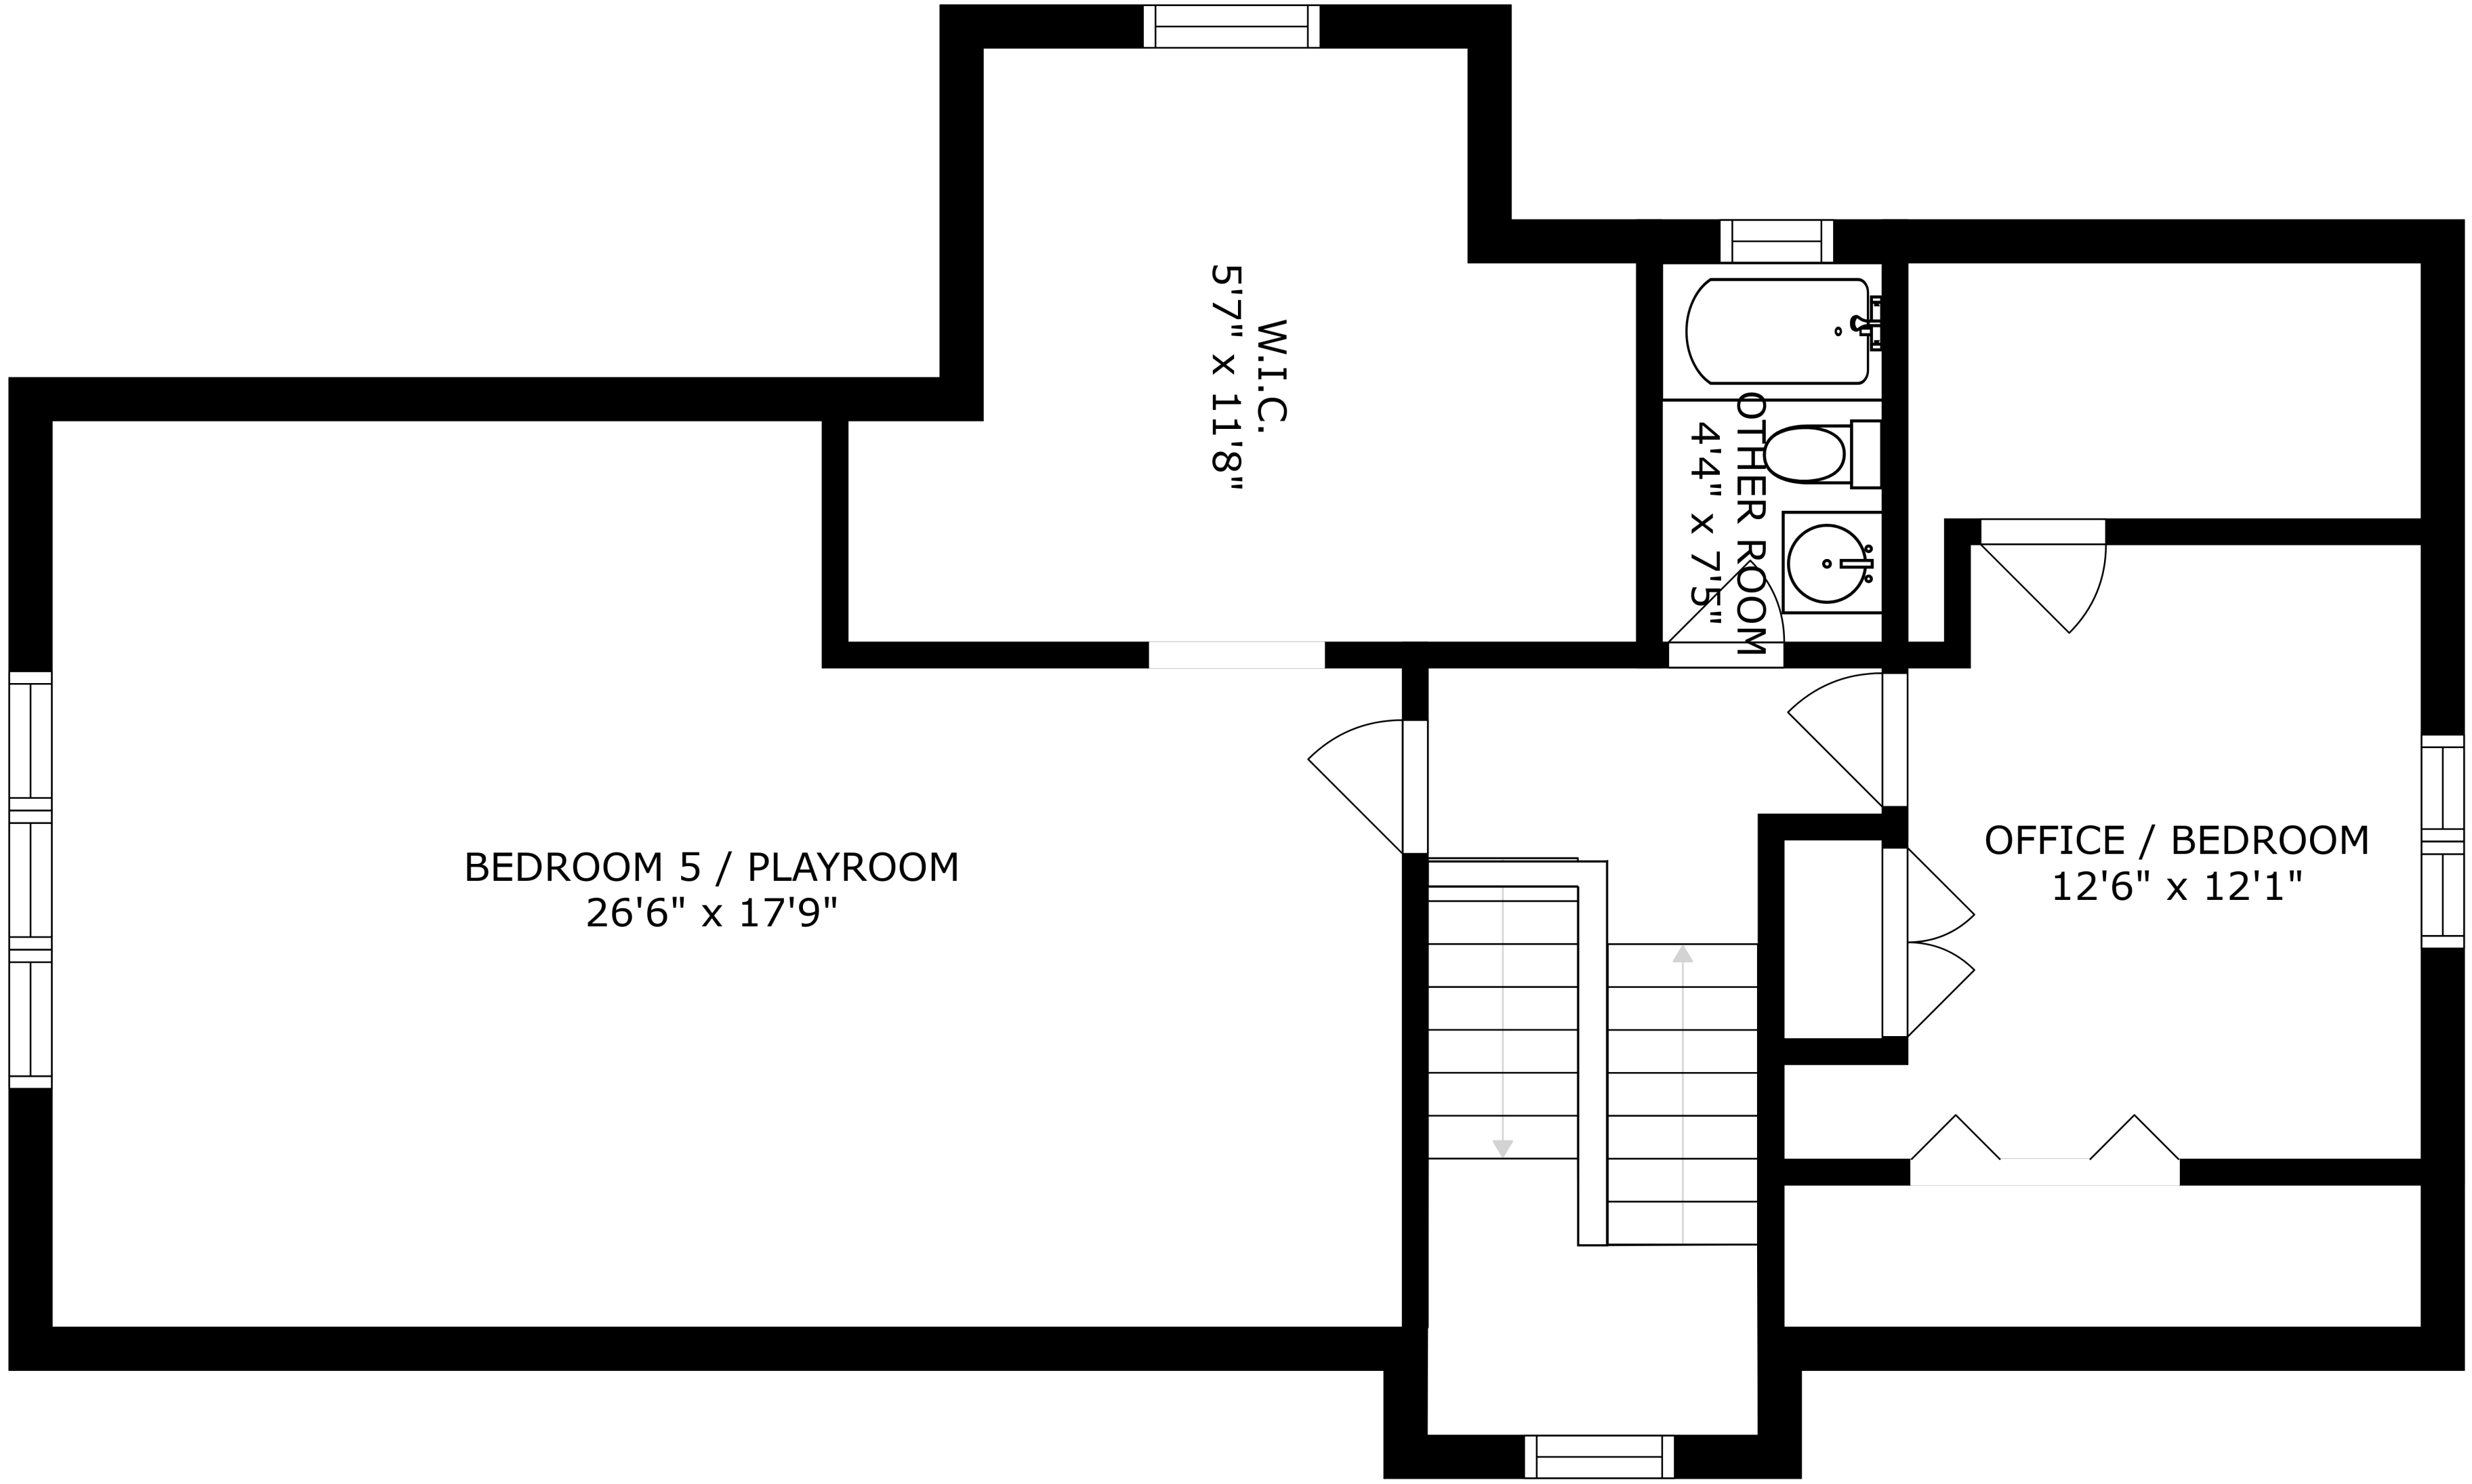 W.I.C.
5'7" x 11'8"
OTHER ROOM
4'4" x 7'5"
BEDROOM 5 / PLAYROOM
26'6" x 17'9"
OFFICE / BEDROOM
12'6" x 12'1"